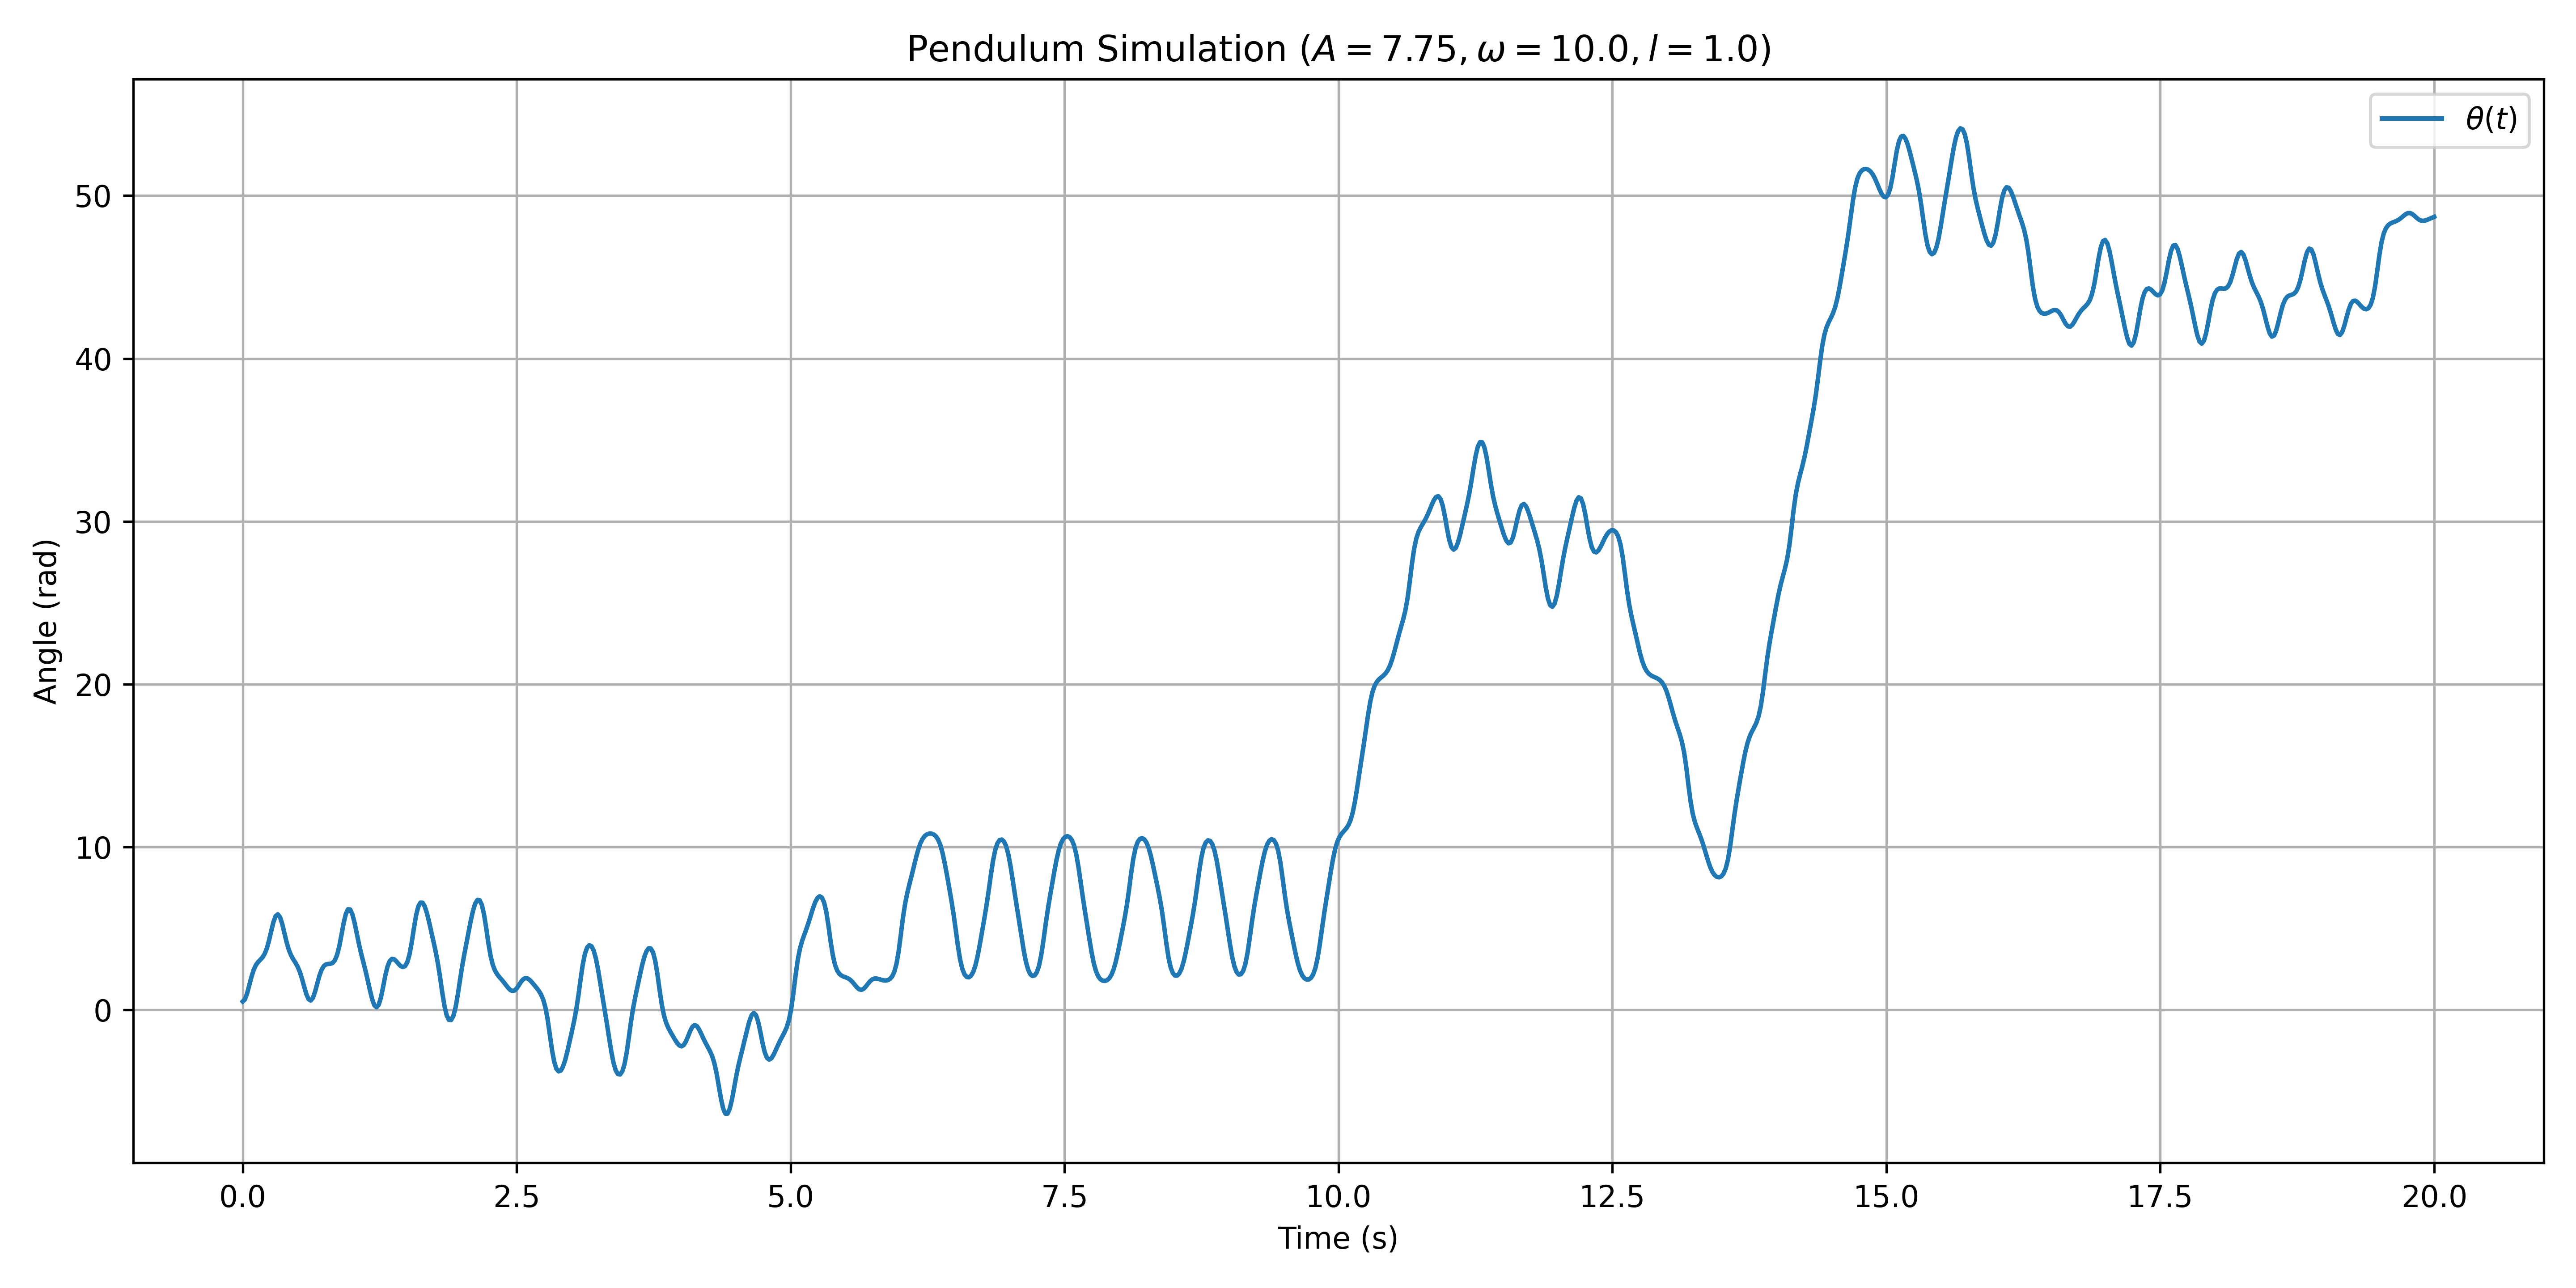 Pendulum Simulation (A = 7.75, ω = 10.0, l = 1.0)
θ(t)
Angle (rad)
50
40
30
20
10
0
0.0 2.5 5.0 7.5 10.0 12.5 15.0 17.5 20.0
Time (s)